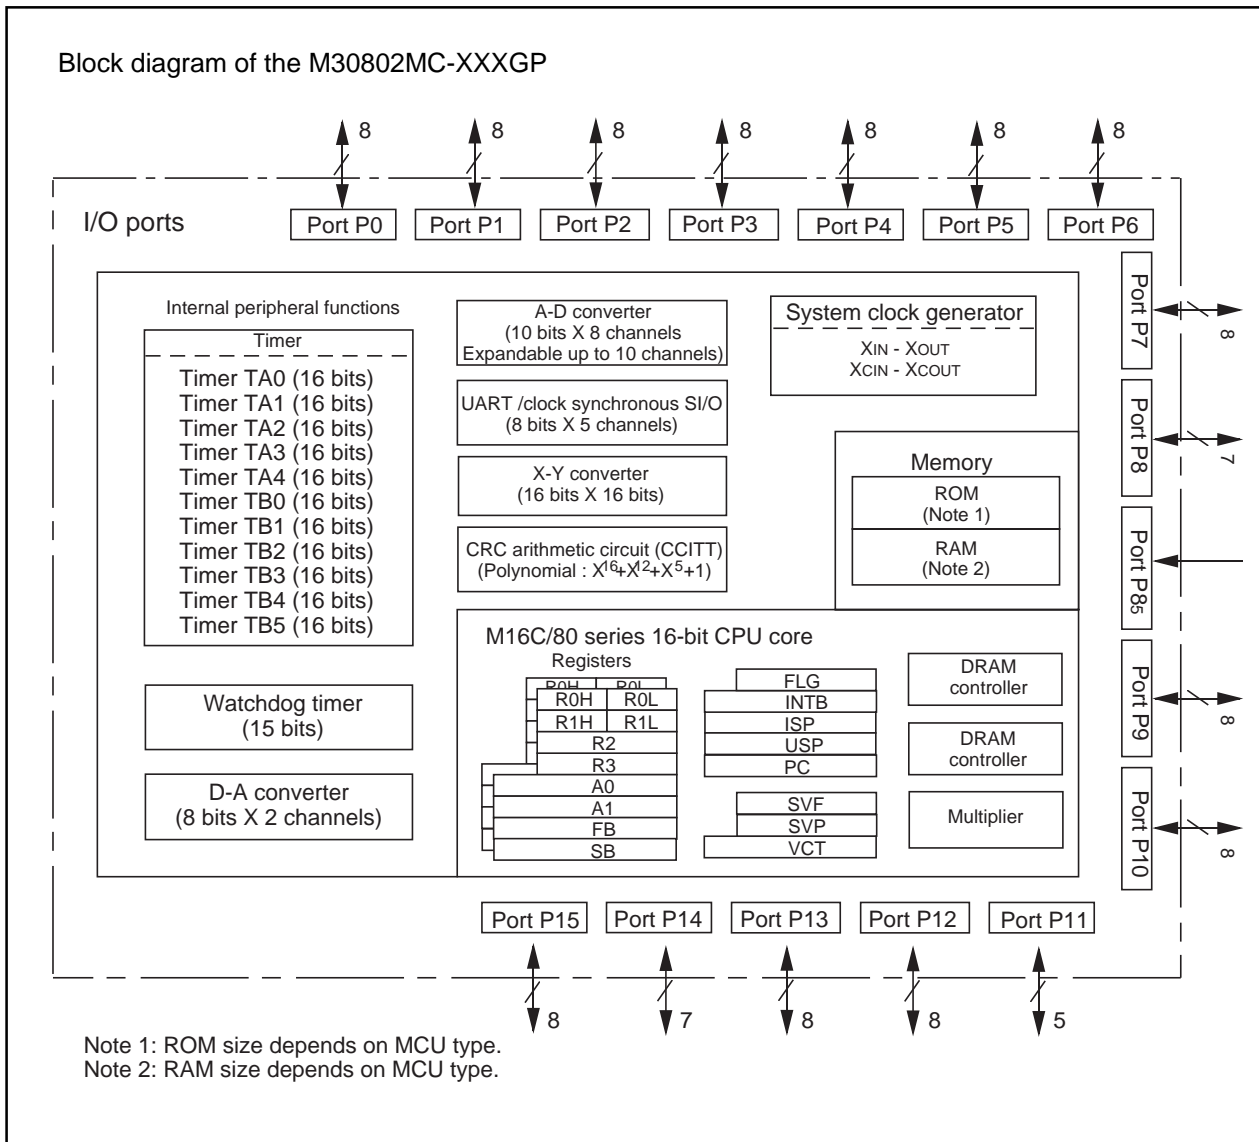 Block diagram of the M30802MC-XXXGP
8 8 8 8 8 8 8
I/O ports
Port P0 Port P1 Port P2 Port P3 Port P4 Port P5 Port P6
Internal peripheral functions
Timer
Timer TA0 (16 bits)
Timer TA1 (16 bits)
Timer TA2 (16 bits)
Timer TA3 (16 bits)
Timer TA4 (16 bits)
Timer TB0 (16 bits)
Timer TB1 (16 bits)
Timer TB2 (16 bits)
Timer TB3 (16 bits)
Timer TB4 (16 bits)
Timer TB5 (16 bits)
Watchdog timer
(15 bits)
D-A converter
(8 bits X 2 channels)
A-D converter
(10 bits X 8 channels
Expandable up to 10 channels)
UART /clock synchronous SI/O
(8 bits X 5 channels)
X-Y converter
(16 bits X 16 bits)
CRC arithmetic circuit (CCITT)
(Polynomial : X16+X12+X5+1)
System clock generator
XIN - XOUT
XCIN - XCOUT
Memory
ROM
(Note 1)
RAM
(Note 2)
M16C/80 series 16-bit CPU core
Registers
R0H R0L
R0H R0L
R1H R1L
R2
R3
A0
A1
FB
SB
FLG
INTB
ISP
USP
PC
SVF
SVP
VCT
DRAM
controller
DRAM
controller
Multiplier
Port P7
8
Port P8
7
Port P85
Port P9
8
Port P10
8
Port P15 Port P14 Port P13 Port P12 Port P11
8 7 8 8 5
Note 1: ROM size depends on MCU type.
Note 2: RAM size depends on MCU type.